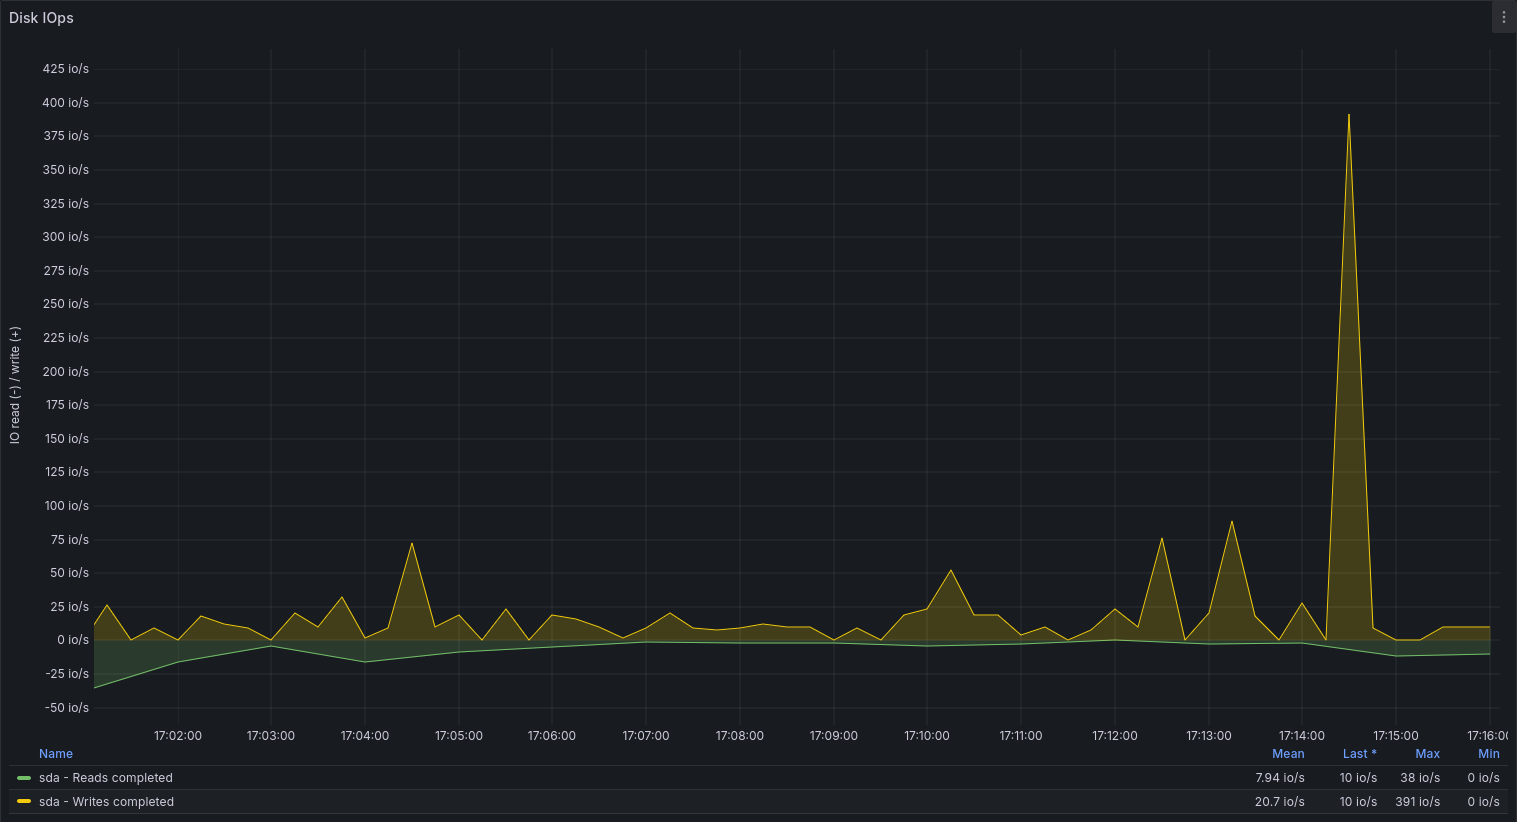 Disk IOps
IO read (-) / write (+)
425 io/s
400 io/s
375 io/s
350 io/s
325 io/s
300 io/s
275 io/s
250 io/s
225 io/s
200 io/s
175 io/s
150 io/s
125 io/s
100 io/s
75 io/s
50 io/s
25 io/s
0 io/s
-25 io/s
-50 io/s
17:02:00 17:03:00 17:04:00 17:05:00 17:06:00 17:07:00 17:08:00 17:09:00 17:10:00 17:11:00 17:12:00 17:13:00 17:14:00 17:15:00 17:16:0
Name Mean Last * Max Min
sda - Reads completed 7.94 io/s 10 io/s 38 io/s 0 io/s
sda - Writes completed 20.7 io/s 10 io/s 391 io/s 0 io/s